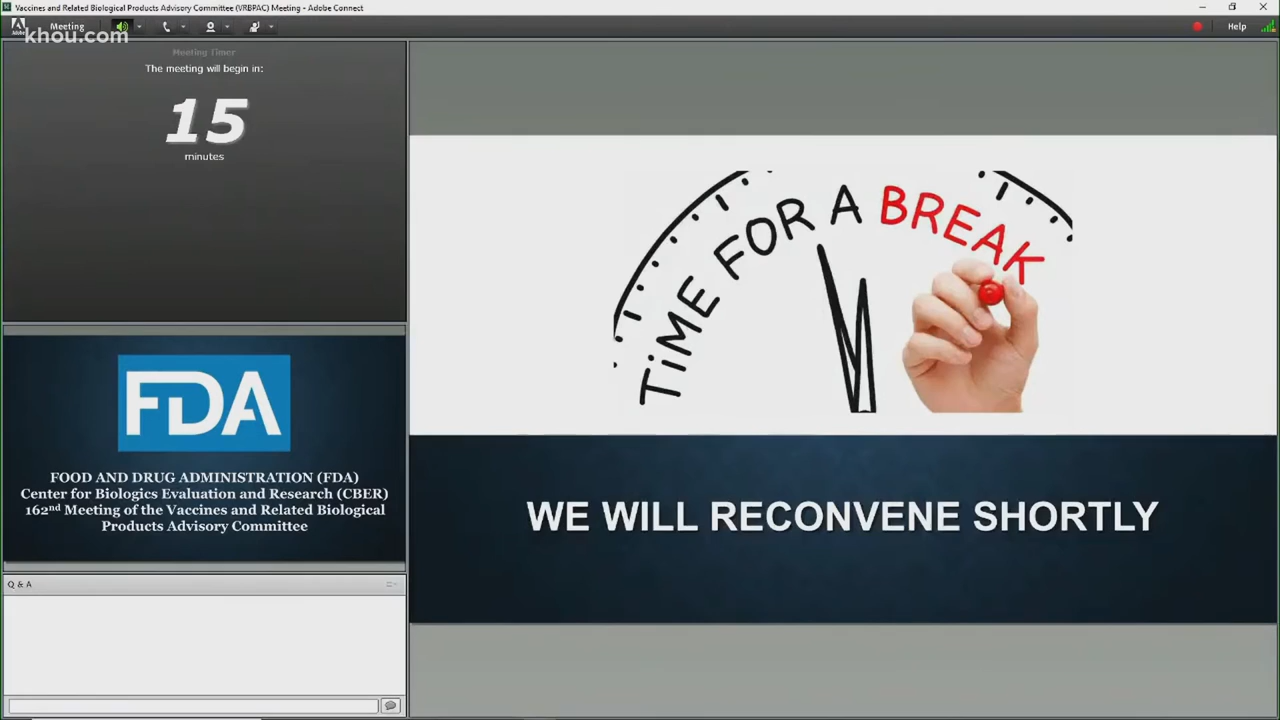 Vaccines and Related Biological Products Advisory Committee (VRBPAC) Meeting - Adobe Connect
Meeting
Help
khou.com
Meeting Timer
The meeting will begin in:
15
minutes
TiME FOR A BREAK
FDA
FOOD AND DRUG ADMINISTRATION (FDA)
Center for Biologics Evaluation and Research (CBER)
162nd Meeting of the Vaccines and Related Biological
Products Advisory Committee
WE WILL RECONVENE SHORTLY
Q & A